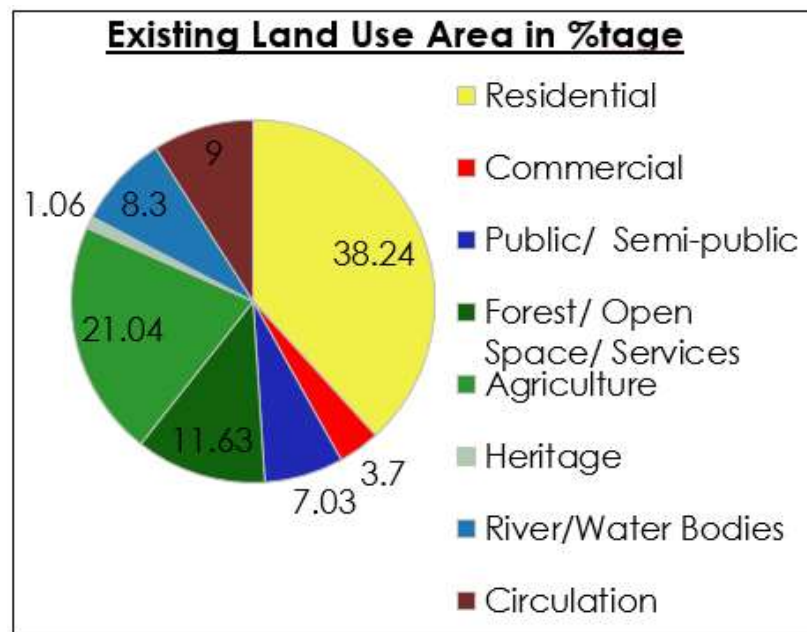 Existing Land Use Area in %tage
9
8.3
1.06
38.24
21.04
11.63
7.03
3.7
Residential
Commercial
Public/ Semi-public
Forest/ Open
Space/ Services
Agriculture
Heritage
River/Water Bodies
Circulation